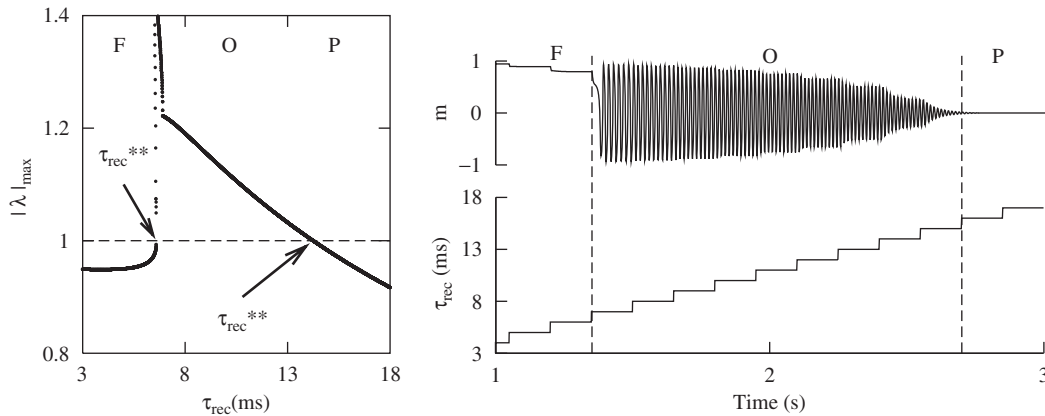 F O P
1.4
1.2
1
0.8
|λ|max
τrec**
τrec**
3 8 13 18
τrec(ms)
F O P
1
0
−1
m
18
13
8
3
τrec (ms)
1 2 3
Time (s)